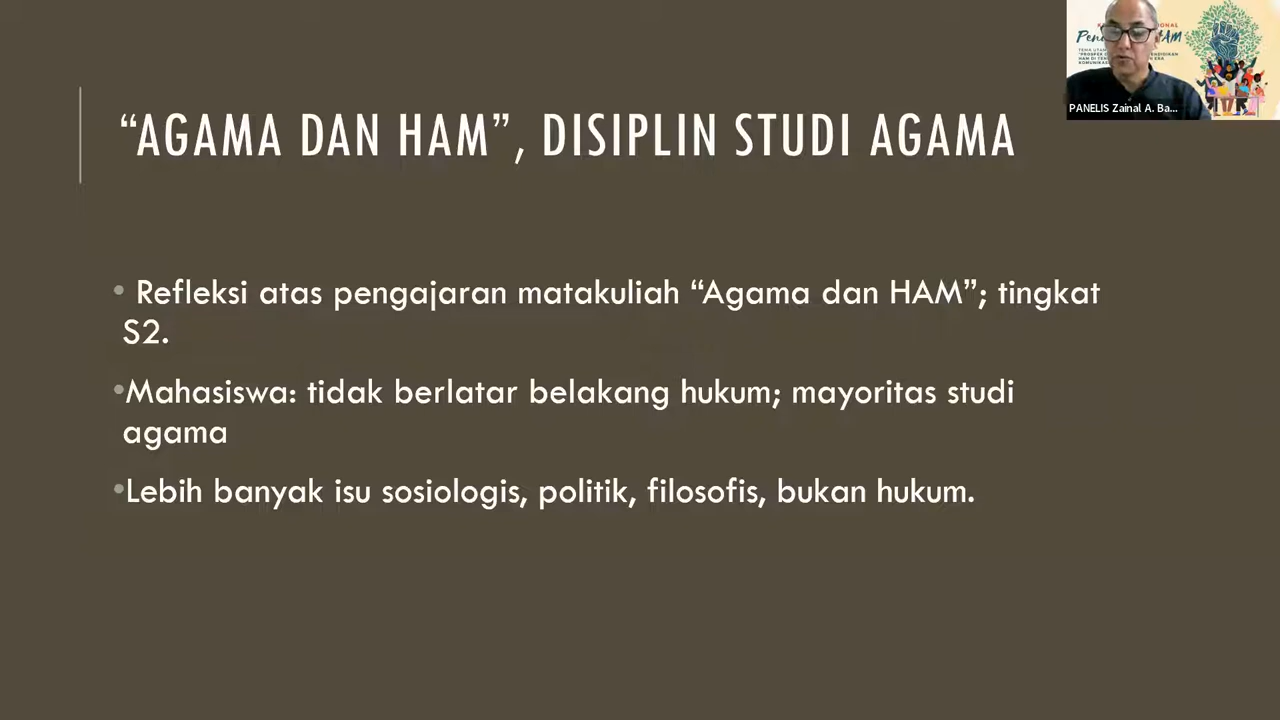 “AGAMA DAN HAM”, DISIPLIN STUDI AGAMA
• Refleksi atas pengajaran matakuliah “Agama dan HAM”; tingkat
S2.
•Mahasiswa: tidak berlatar belakang hukum; mayoritas studi
agama
•Lebih banyak isu sosiologis, politik, filosofis, bukan hukum.
PANELIS Zainal A. Ba...